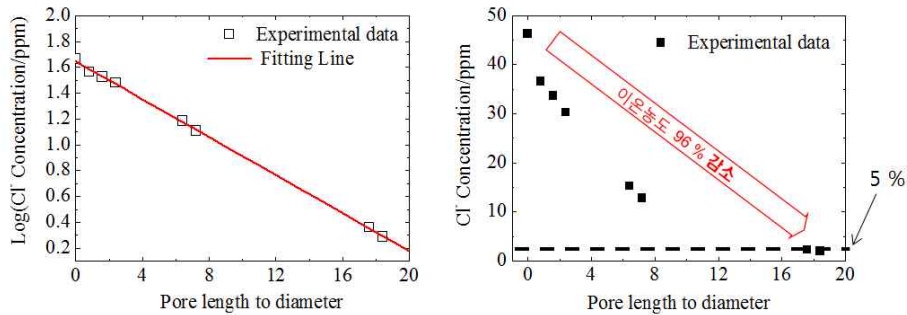 2.0
1.8
1.6
1.4
1.2
1.0
0.8
0.6
0.4
0.2
Log(Cl⁻ Concentration/ppm)
Experimental data
Fitting Line
0 4 8 12 16 20
Pore length to diameter
50
40
30
20
10
0
Cl⁻ Concentration/ppm
Experimental data
이온농도 96 % 감소
5 %
0 4 8 12 16 20
Pore length to diameter